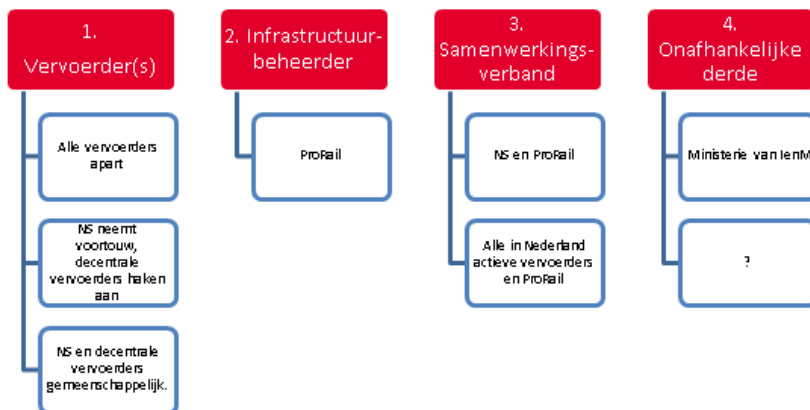 1.
Vervoerder(s)
Alle vervoerders
apart
NS neemt
voortouw,
decentrale
vervoerders haken
aan
NS en decentrale
vervoerders
gemeenschappelijk.
2. Infrastructuur-
beheerder
ProRail
3.
Samenwerkings-
verband
NS en ProRail
Alle in Nederland
actieve vervoerders
en ProRail
4.
Onafhankelijke
derde
Ministerie van IenM
?